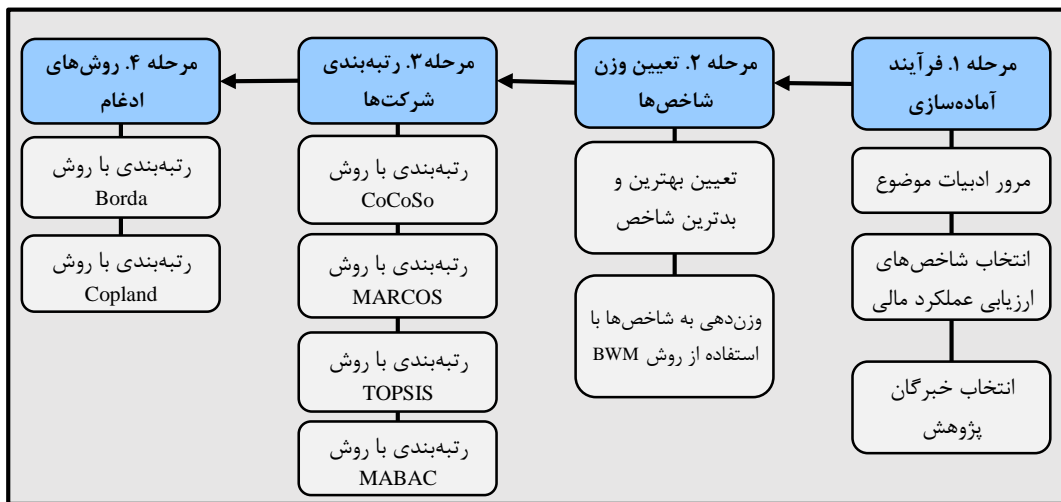 مرحله ۱. فرآیند
آماده‌سازی
مرور ادبیات موضوع
انتخاب شاخص‌های
ارزیابی عملکرد مالی
انتخاب خبرگان
پژوهش
مرحله ۲. تعیین وزن
شاخص‌ها
تعیین بهترین و
بدترین شاخص
وزن‌دهی به شاخص‌ها با
استفاده از روش BWM
مرحله ۳. رتبه‌بندی
شرکت‌ها
رتبه‌بندی با روش
CoCoSo
رتبه‌بندی با روش
MARCOS
رتبه‌بندی با روش
TOPSIS
رتبه‌بندی با روش
MABAC
مرحله ۴. روش‌های
ادغام
رتبه‌بندی با روش
Borda
رتبه‌بندی با روش
Copland